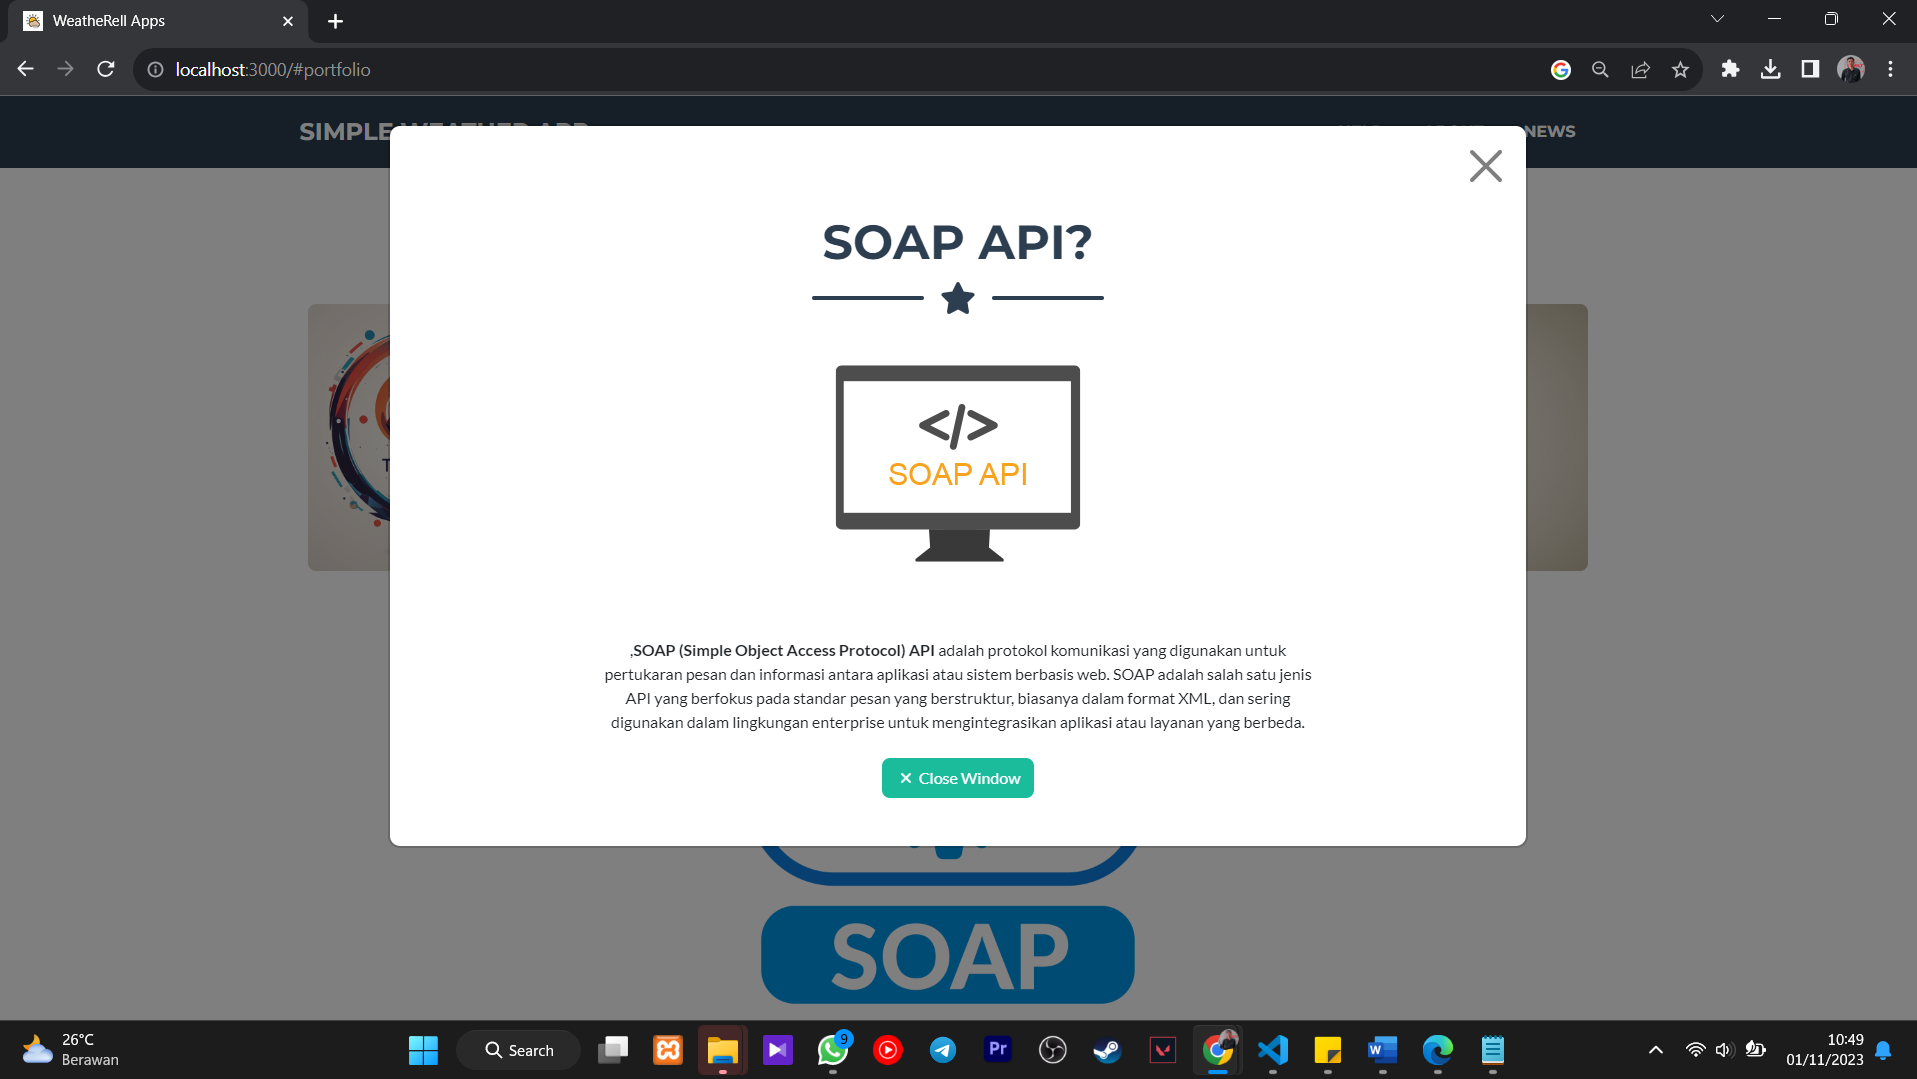 WeatheRell Apps
localhost:3000/#portfolio
SIMPLE WEATHER APP
NEWS
SOAP API?
</>
SOAP API
,SOAP (Simple Object Access Protocol) API adalah protokol komunikasi yang digunakan untuk
pertukaran pesan dan informasi antara aplikasi atau sistem berbasis web. SOAP adalah salah satu jenis
API yang berfokus pada standar pesan yang berstruktur, biasanya dalam format XML, dan sering
digunakan dalam lingkungan enterprise untuk mengintegrasikan aplikasi atau layanan yang berbeda.
Close Window
SOAP
26°C
Berawan
Search
9
Pr
W
10:49
01/11/2023